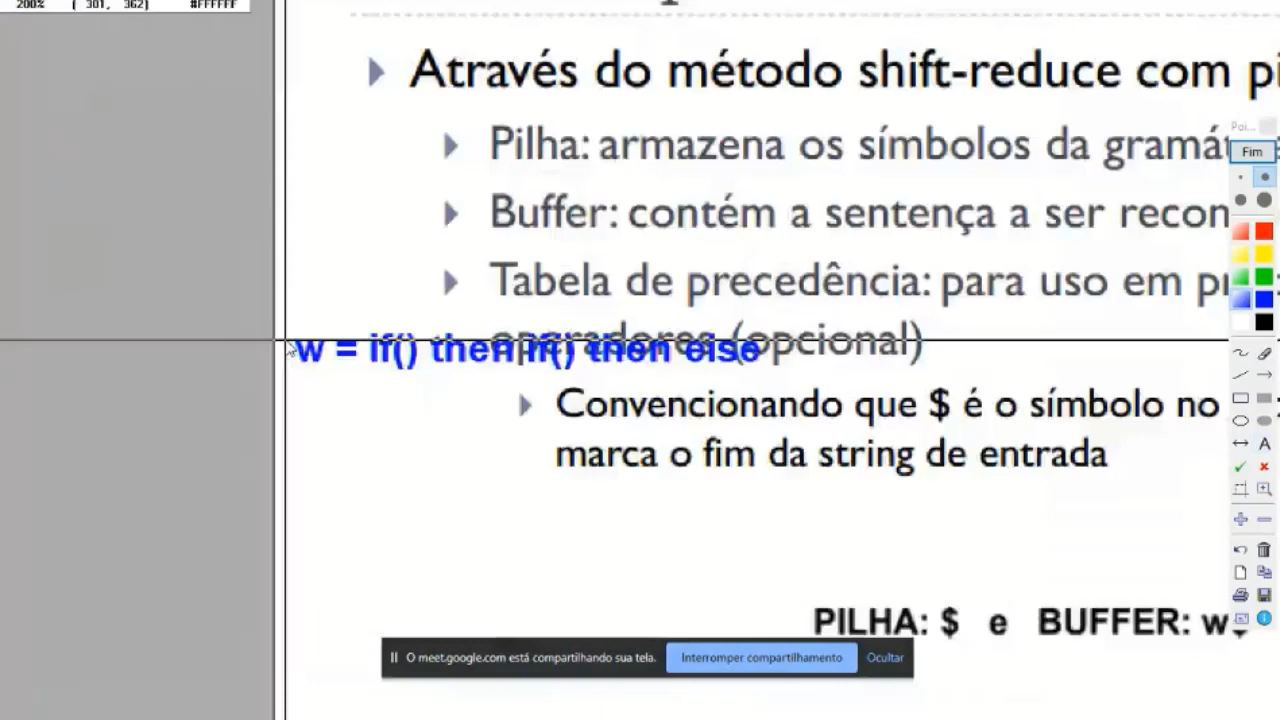 200% ( 301, 362) #FFFFFF
Através do método shift-reduce com pi
Pilha: armazena os símbolos da gramát
Poi...
Fim
Buffer: contém a sentença a ser recon
Tabela de precedência: para uso em pr
operadores (opcional)
w = if() then if() then else
Convencionando que $ é o símbolo no
marca o fim da string de entrada
A
PILHA: $ e BUFFER: w$
O meet.google.com está compartilhando sua tela. Interromper compartilhamento Ocultar